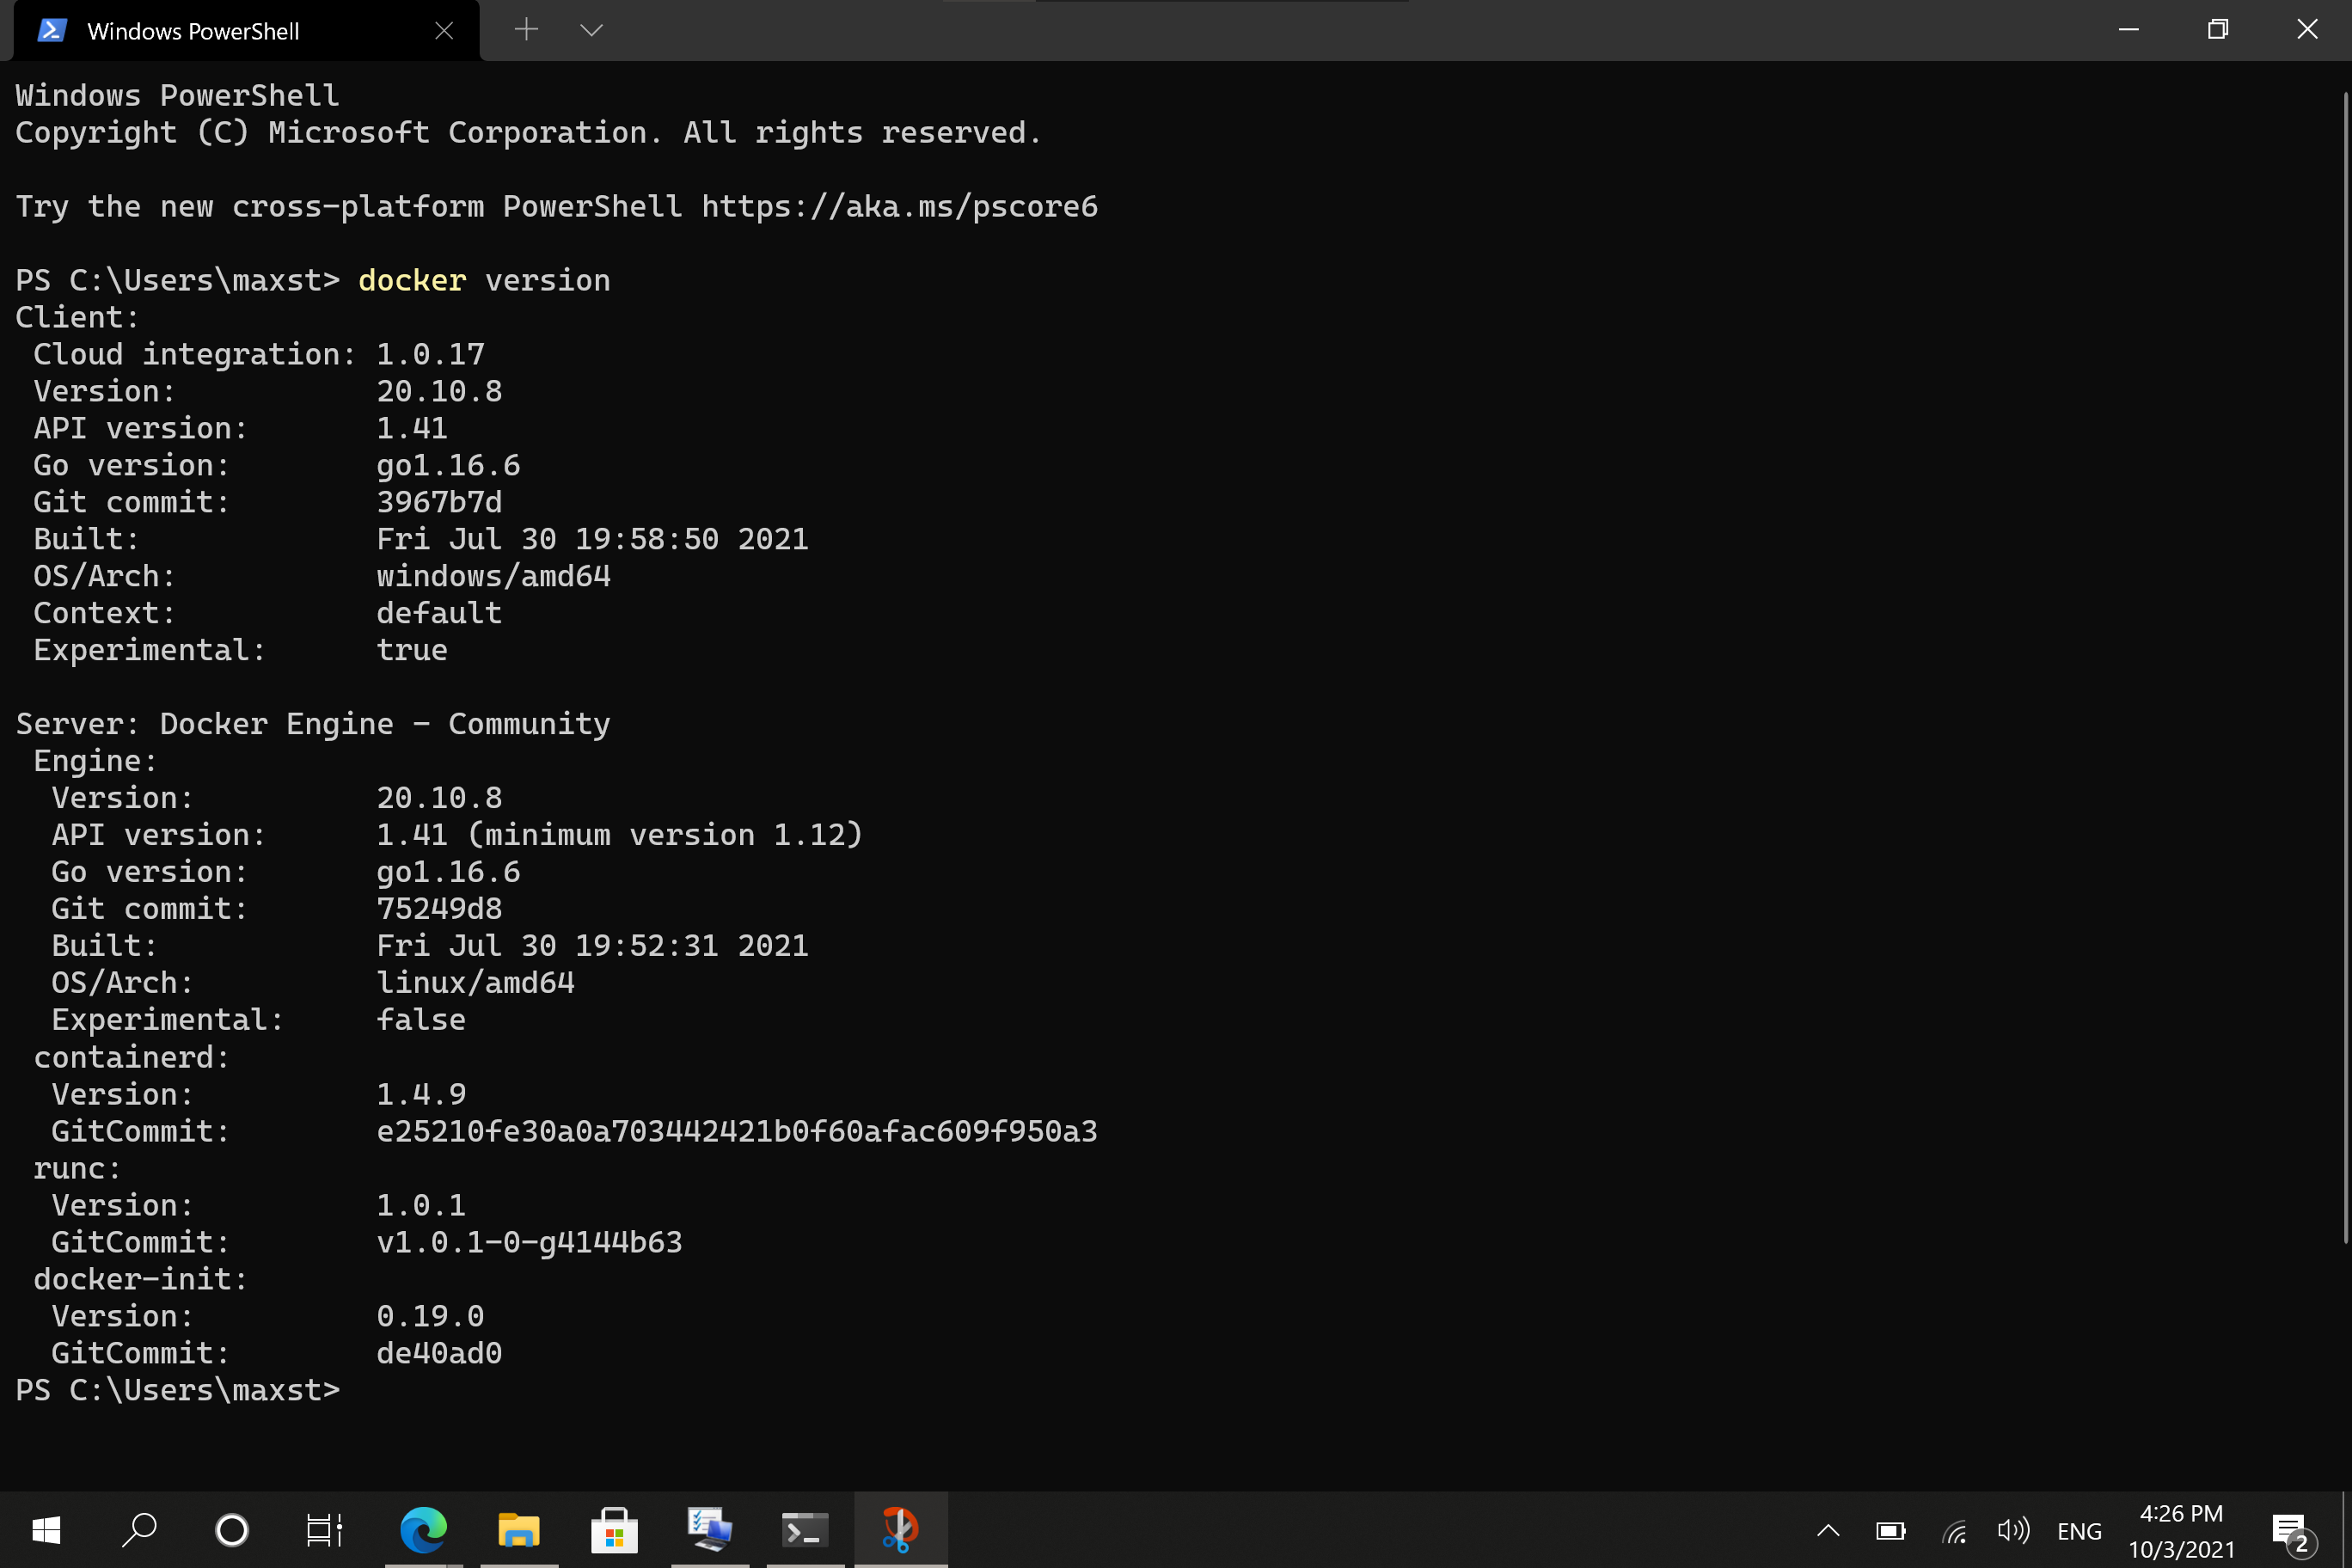 Windows PowerShell
Windows PowerShell
Copyright (C) Microsoft Corporation. All rights reserved.
Try the new cross-platform PowerShell https://aka.ms/pscore6
PS C:\Users\maxst> docker version
Client:
 Cloud integration: 1.0.17
 Version:           20.10.8
 API version:       1.41
 Go version:        go1.16.6
 Git commit:        3967b7d
 Built:             Fri Jul 30 19:58:50 2021
 OS/Arch:           windows/amd64
 Context:           default
 Experimental:      true
Server: Docker Engine - Community
 Engine:
  Version:          20.10.8
  API version:      1.41 (minimum version 1.12)
  Go version:       go1.16.6
  Git commit:       75249d8
  Built:            Fri Jul 30 19:52:31 2021
  OS/Arch:          linux/amd64
  Experimental:     false
 containerd:
  Version:          1.4.9
  GitCommit:        e25210fe30a0a703442421b0f60afac609f950a3
 runc:
  Version:          1.0.1
  GitCommit:        v1.0.1-0-g4144b63
 docker-init:
  Version:          0.19.0
  GitCommit:        de40ad0
PS C:\Users\maxst>
ENG
4:26 PM
10/3/2021
2